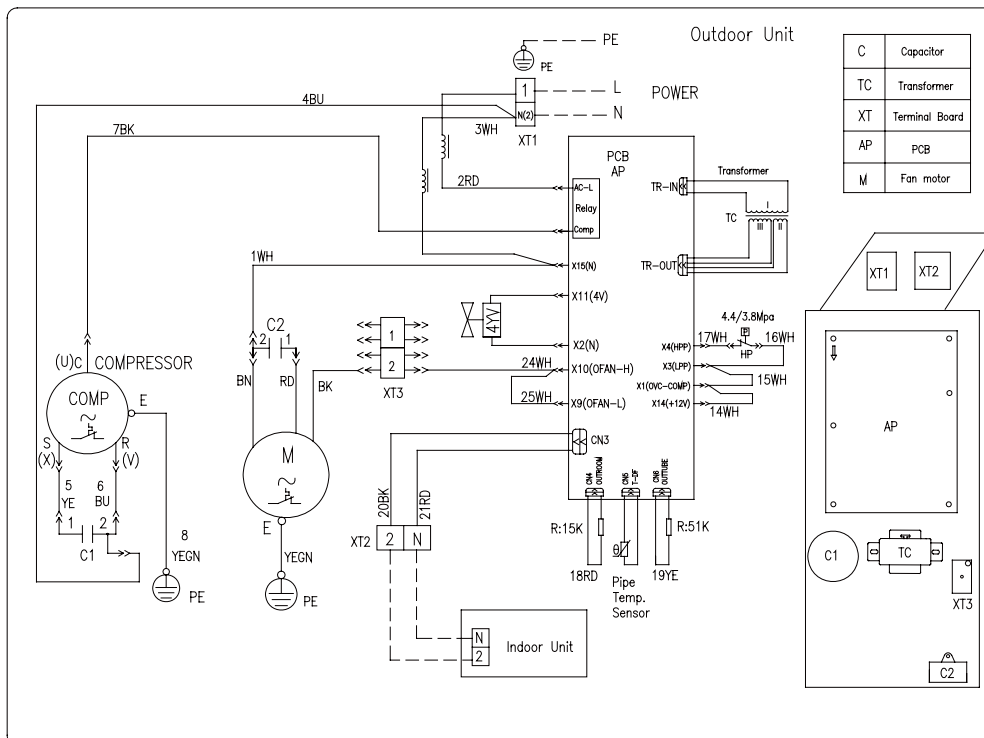 Outdoor Unit
PE
PE
1
L
POWER
N(2)
N
XT1
4BU
3WH
7BK
2RD
1WH
C Capacitor
TC Transformer
XT Terminal Board
AP PCB
M Fan motor
PCB
AP
AC-L
Relay
Comp
TR-IN
TR-OUT
Transformer
TC
I
III
II
X15(N)
X11(4V)
4YV
X2(N)
X10(OFAN-H)
X9(OFAN-L)
24WH
25WH
X4(HPP)
X3(LPP)
X1(OVC-COMP)
X14(+12V)
4.4/3.8Mpa
P
HP
17WH
16WH
15WH
14WH
C2
2
1
BN
RD
BK
1
2
XT3
(U)C COMPRESSOR
COMP
E
S
(X)
R
(V)
5
YE
6
BU
1
2
C1
8
YEGN
PE
M
E
YEGN
PE
CN3
20BK
21RD
XT2
2
N
N
2
Indoor Unit
CN4
OUTROOM
CN5
T-DF
CN6
OUTTUBE
R:15K
R:51K
18RD
19YE
θ
Pipe
Temp.
Sensor
XT1
XT2
AP
C1
TC
XT3
C2